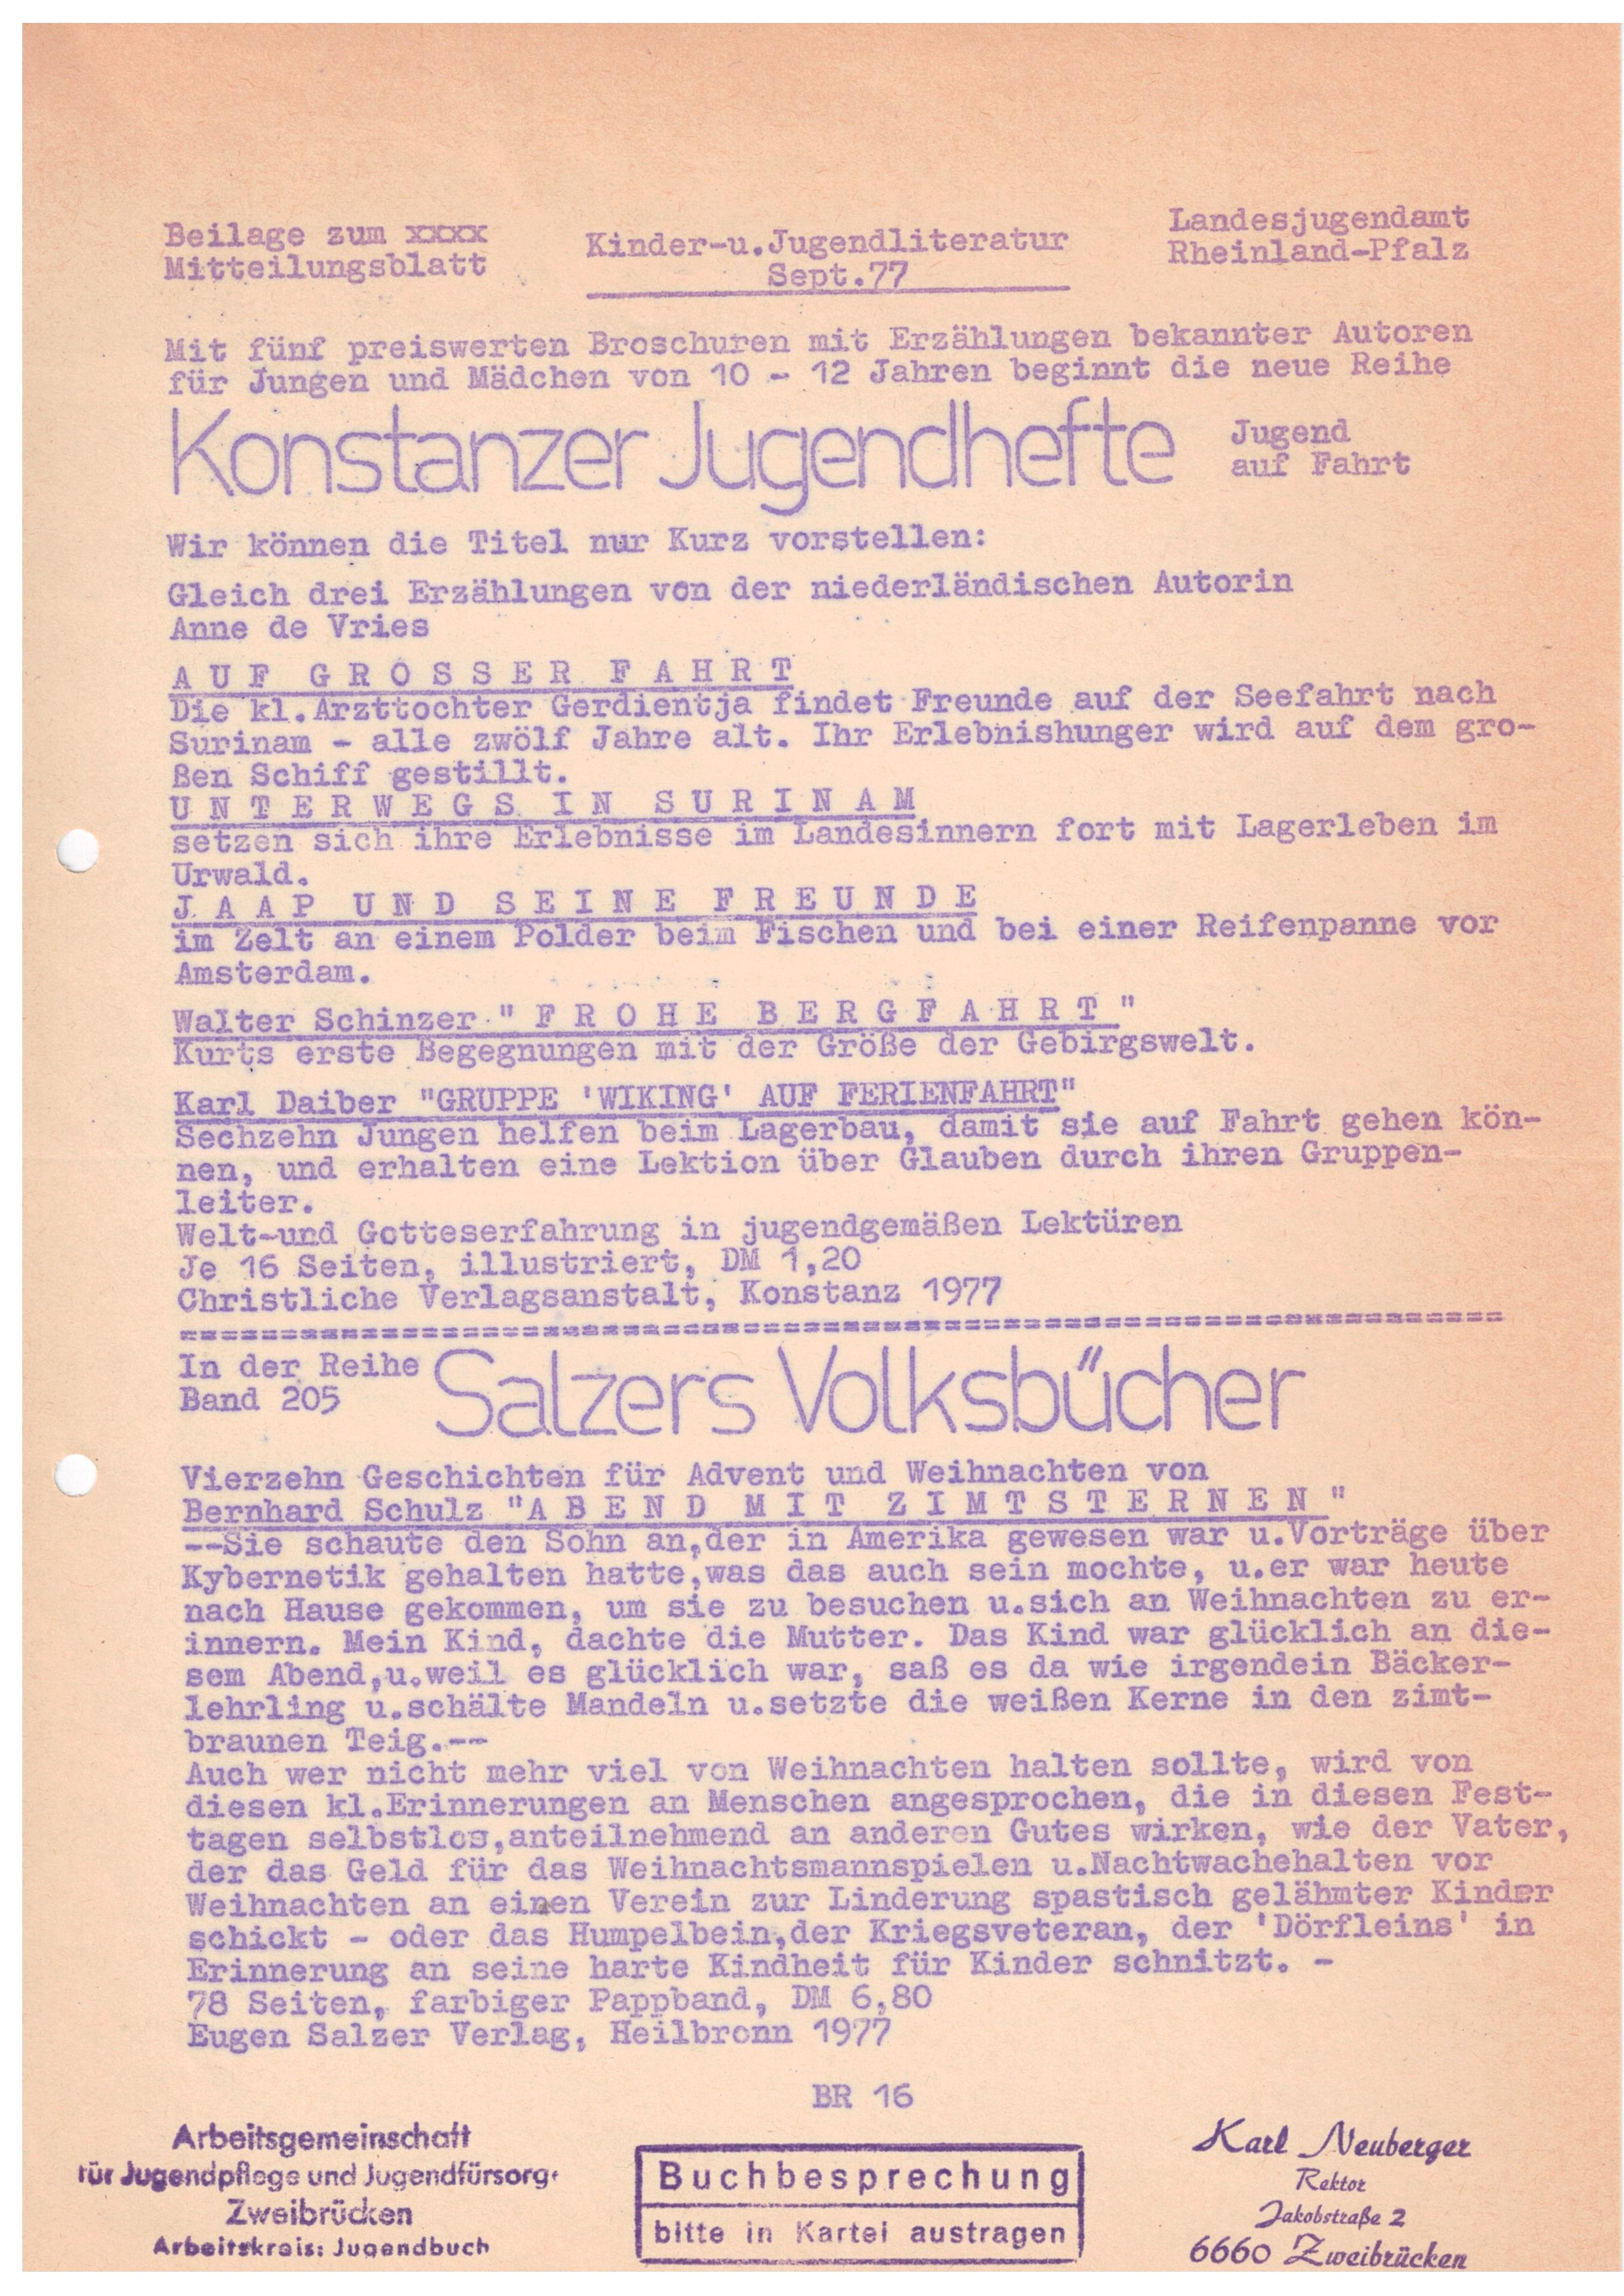 Beilage zum xxxx
Mitteilungsblatt
Kinder-u.Jugendliteratur
Sept.77
Landesjugendamt
Rheinland-Pfalz
Mit fünf preiswerten Broschuren mit Erzählungen bekannter Autoren
für Jungen und Mädchen von 10 - 12 Jahren beginnt die neue Reihe
Konstanzer Jugendhefte
Jugend
auf Fahrt
Wir können die Titel nur Kurz vorstellen:
Gleich drei Erzählungen von der niederländischen Autorin
Anne de Vries
A U F G R O S S E R F A H R T
Die kl.Arzttochter Gerdientja findet Freunde auf der Seefahrt nach
Surinam - alle zwölf Jahre alt. Ihr Erlebnishunger wird auf dem gro-
ßen Schiff gestillt.
U N T E R W E G S I N S U R I N A M
setzen sich ihre Erlebnisse im Landesinnern fort mit Lagerleben im
Urwald.
J A A P U N D S E I N E F R E U N D E
im Zelt an einem Polder beim Fischen und bei einer Reifenpanne vor
Amsterdam.
Walter Schinzer "F R O H E B E R G F A H R T"
Kurts erste Begegnungen mit der Größe der Gebirgswelt.
Karl Daiber "GRUPPE 'WIKING' AUF FERIENFAHRT"
Sechzehn Jungen helfen beim Lagerbau, damit sie auf Fahrt gehen kön-
nen, und erhalten eine Lektion über Glauben durch ihren Gruppen-
leiter.
Welt-und Gotteserfahrung in jugendgemäßen Lektüren
Je 16 Seiten, illustriert, DM 1,20
Christliche Verlagsanstalt, Konstanz 1977
==================================================================
In der Reihe
Band 205
Salzers Volksbücher
Vierzehn Geschichten für Advent und Weihnachten von
Bernhard Schulz "A B E N D M I T Z I M T S T E R N E N"
--Sie schaute den Sohn an,der in Amerika gewesen war u.Vorträge über
Kybernetik gehalten hatte,was das auch sein mochte, u.er war heute
nach Hause gekommen, um sie zu besuchen u.sich an Weihnachten zu er-
innern. Mein Kind, dachte die Mutter. Das Kind war glücklich an die-
sem Abend,u.weil es glücklich war, saß es da wie irgendein Bäcker-
lehrling u.schälte Mandeln u.setzte die weißen Kerne in den zimt-
braunen Teig.--
Auch wer nicht mehr viel von Weihnachten halten sollte, wird von
diesen kl.Erinnerungen an Menschen angesprochen, die in diesen Fest-
tagen selbstlos,anteilnehmend an anderen Gutes wirken, wie der Vater,
der das Geld für das Weihnachtsmannspielen u.Nachtwachehalten vor
Weihnachten an einen Verein zur Linderung spastisch gelähmter Kinder
schickt - oder das Humpelbein,der Kriegsveteran, der 'Dörfleins' in
Erinnerung an seine harte Kindheit für Kinder schnitzt. -
78 Seiten, farbiger Pappband, DM 6,80
Eugen Salzer Verlag, Heilbronn 1977
BR 16
Arbeitsgemeinschaft
für Jugendpflege und Jugendfürsorge
Zweibrücken
Arbeitskreis: Jugendbuch
Buchbesprechung
bitte in Kartei austragen
Karl Neuberger
Rektor
Jakobstraße 2
6660 Zweibrücken